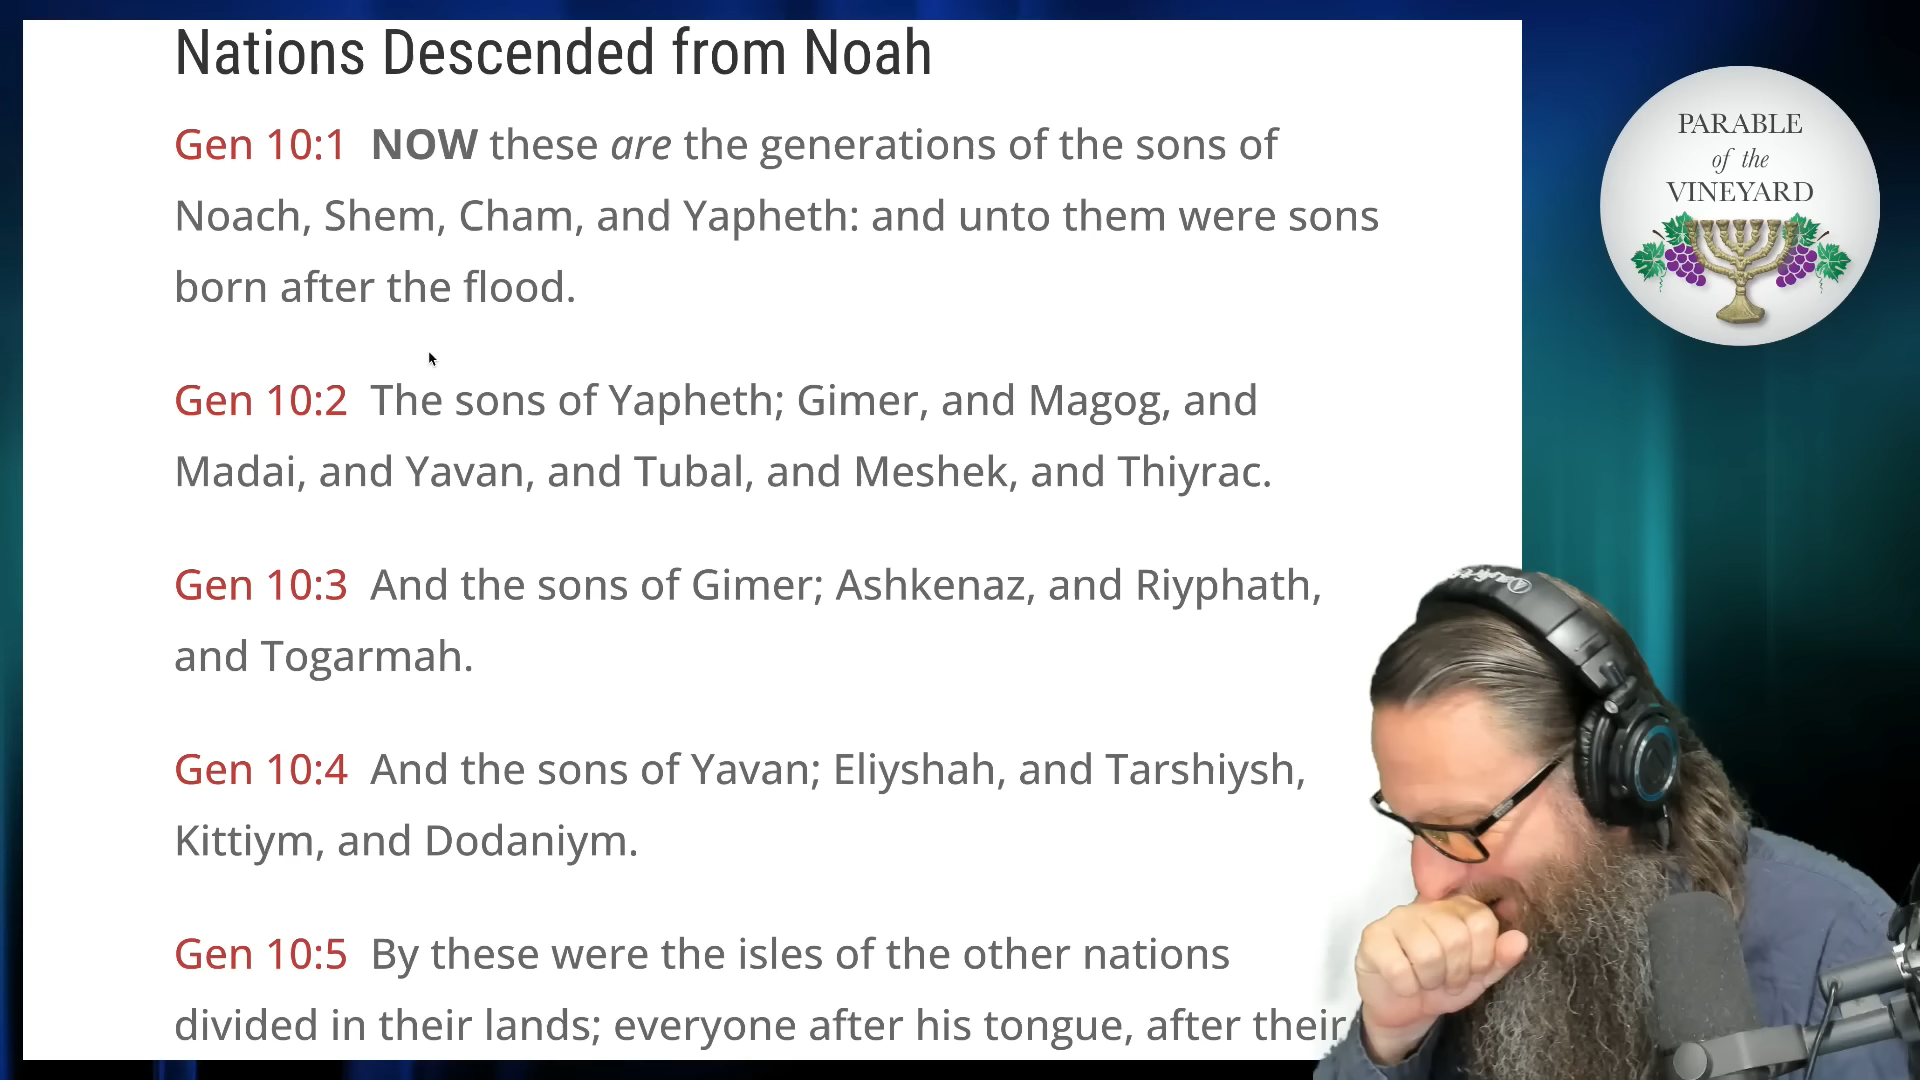 Nations Descended from Noah
Gen 10:1 NOW these are the generations of the sons of
Noach, Shem, Cham, and Yapheth: and unto them were sons
born after the flood.
Gen 10:2 The sons of Yapheth; Gimer, and Magog, and
Madai, and Yavan, and Tubal, and Meshek, and Thiyrac.
Gen 10:3 And the sons of Gimer; Ashkenaz, and Riyphath,
and Togarmah.
Gen 10:4 And the sons of Yavan; Eliyshah, and Tarshiysh,
Kittiym, and Dodaniym.
Gen 10:5 By these were the isles of the other nations
divided in their lands; everyone after his tongue, after their
PARABLE
of the
VINEYARD